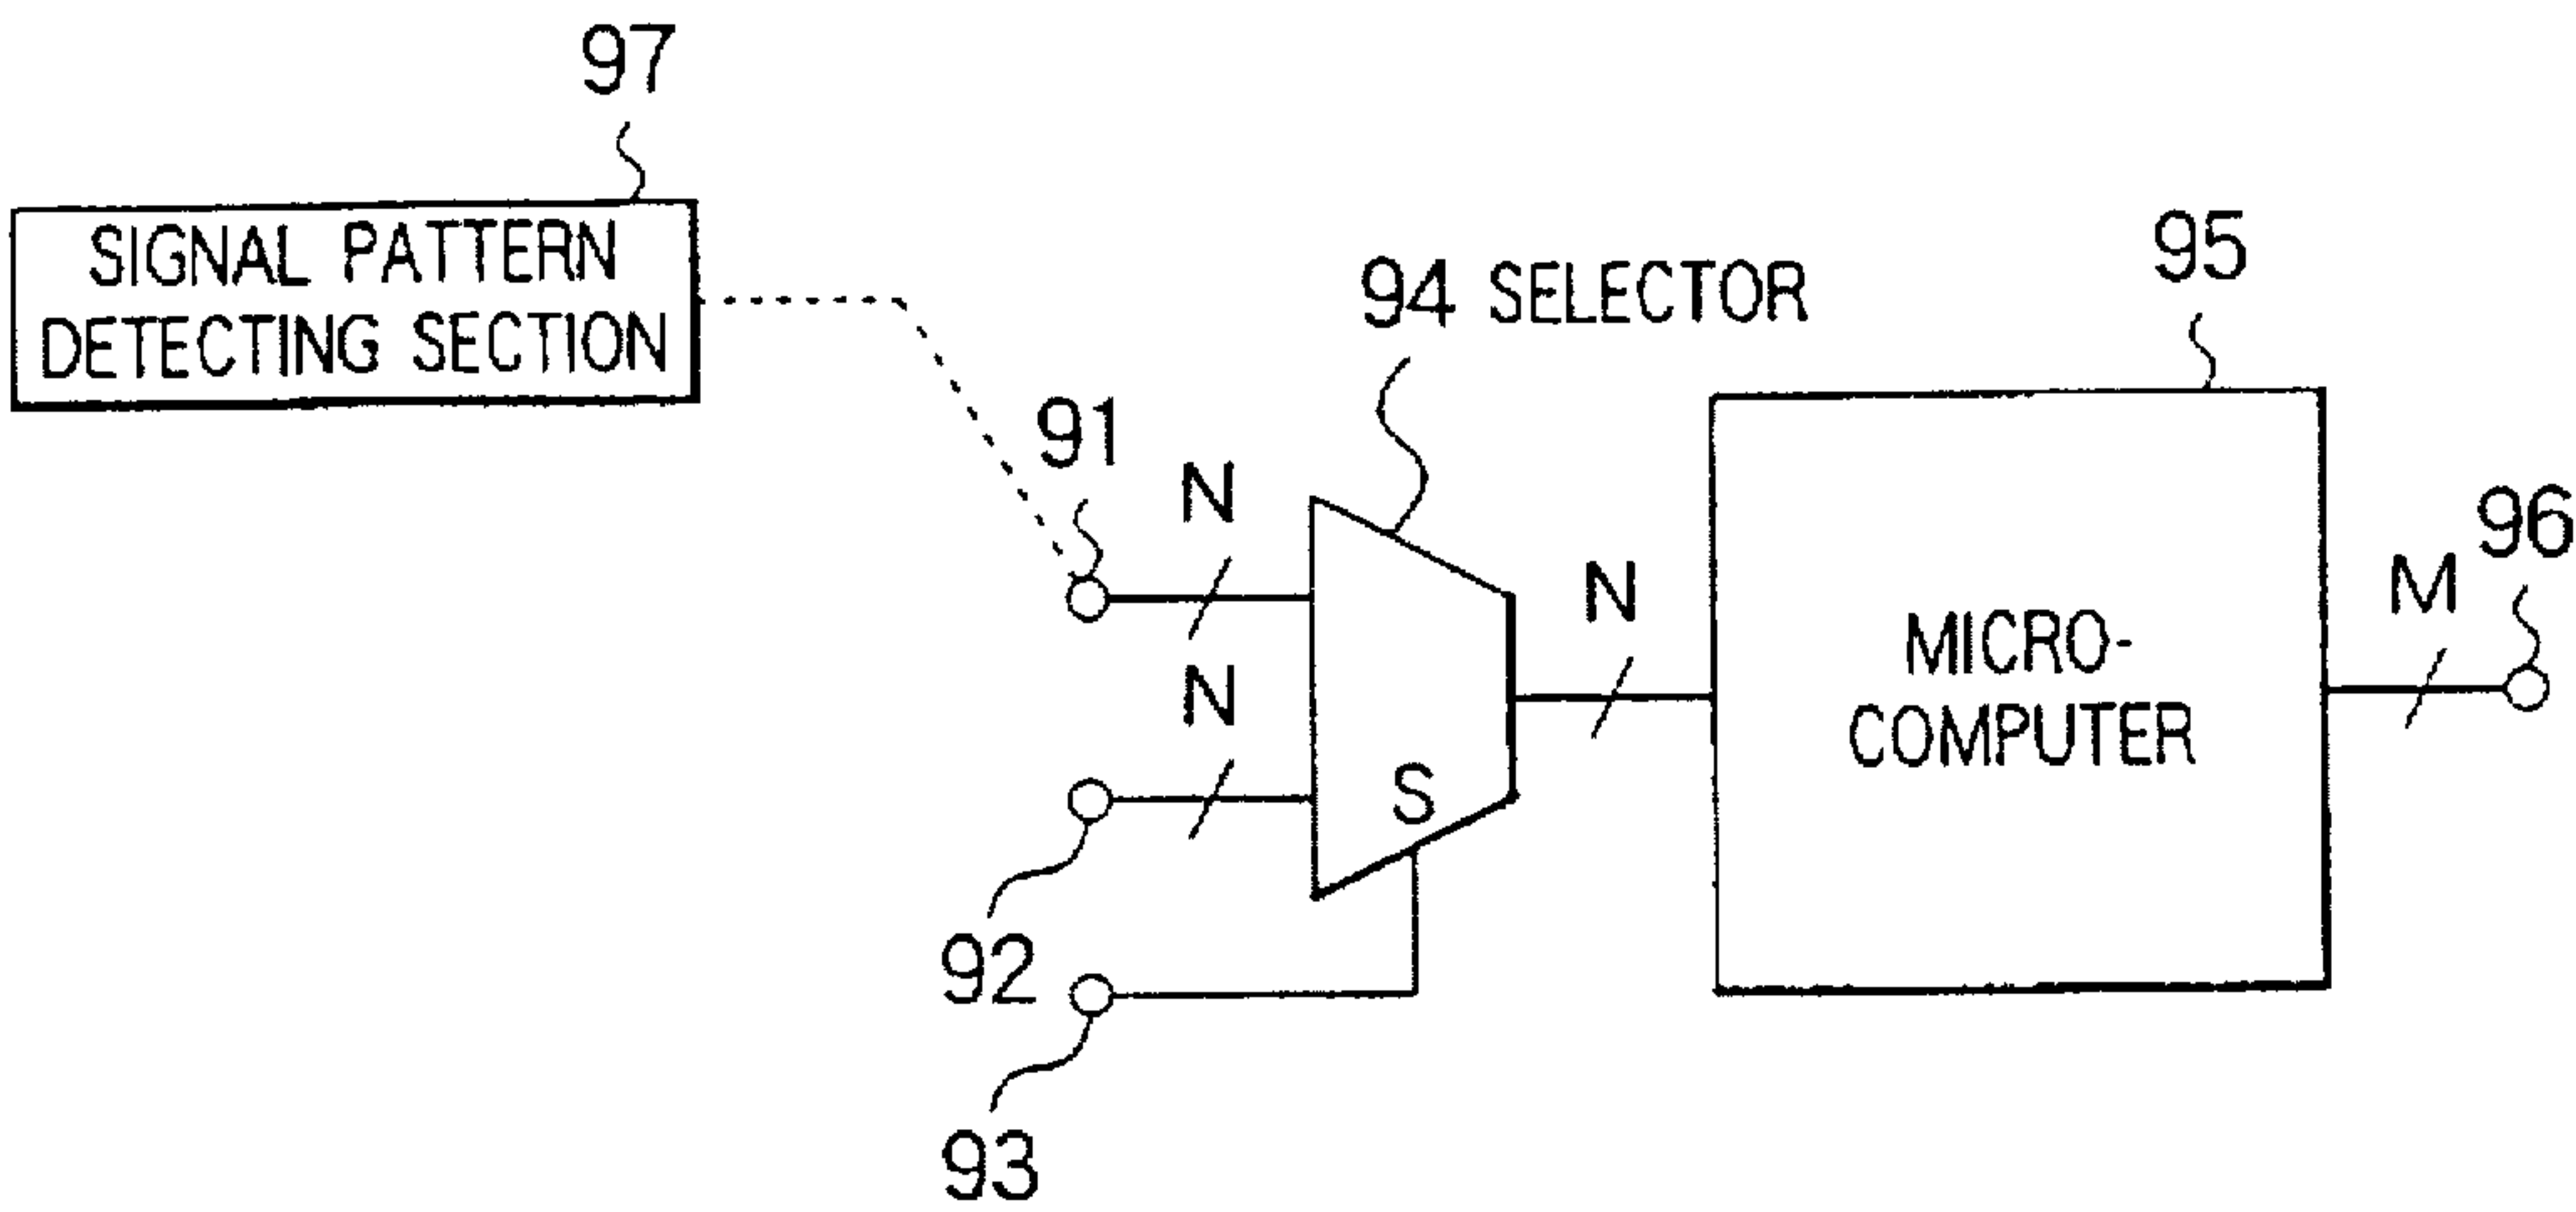 97
SIGNAL PATTERN
DETECTING SECTION
94 SELECTOR
95
91
N
N
96
M
N
MICRO-
COMPUTER
S
92
93